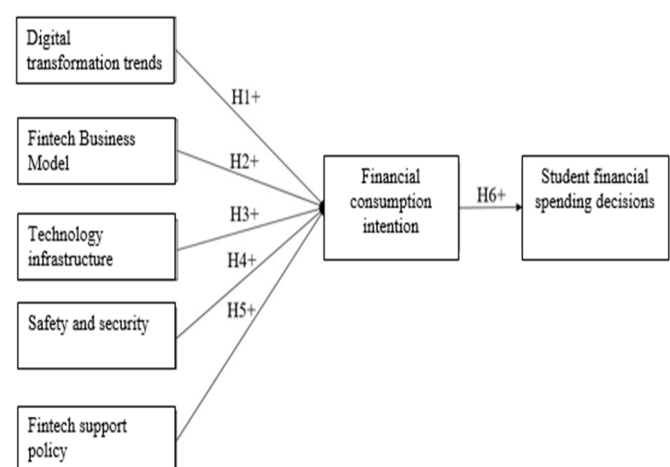 Digital
transformation trends
H1+
Fintech Business
Model
H2+
Technology
infrastructure
H3+
Safety and security
H4+
Fintech support
policy
H5+
Financial
consumption
intention
H6+
Student financial
spending decisions